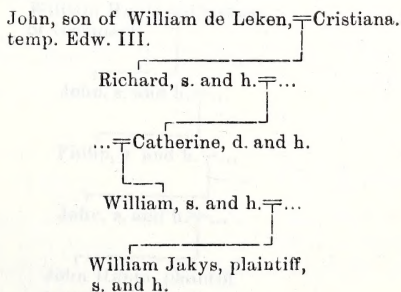 John, son of William de Leken,╤Cristiana.
temp. Edw. III.
Richard, s. and h.╤...
...╤Catherine, d. and h.
William, s. and h.╤...
William Jakys, plaintiff,
s. and h.